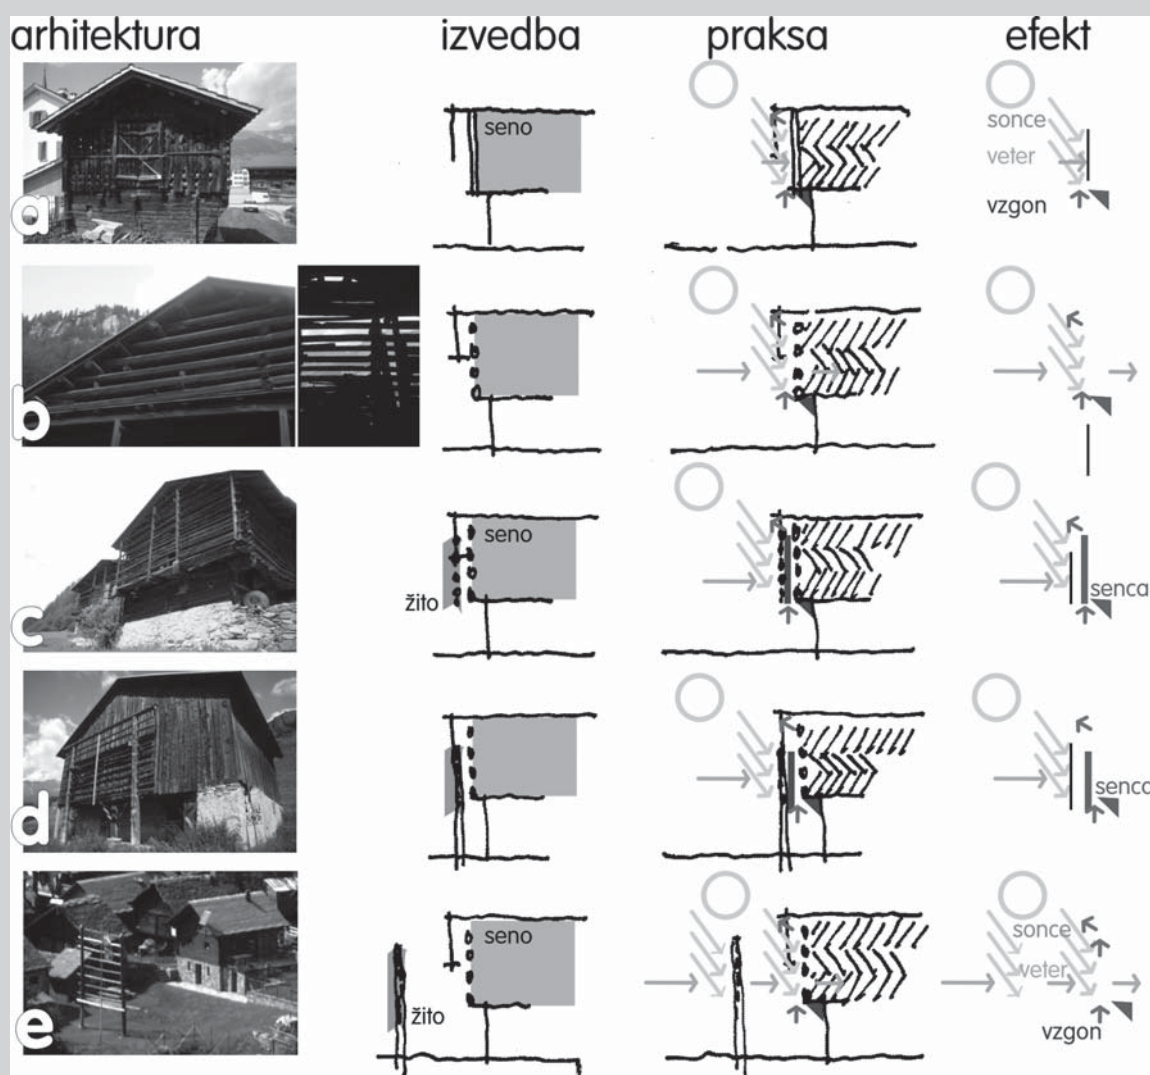 arhitektura izvedba praksa efekt
a
seno
sonce
veter
vzgon
b
c
seno
žito
senca
d
senca
e
seno
žito
sonce
veter
vzgon